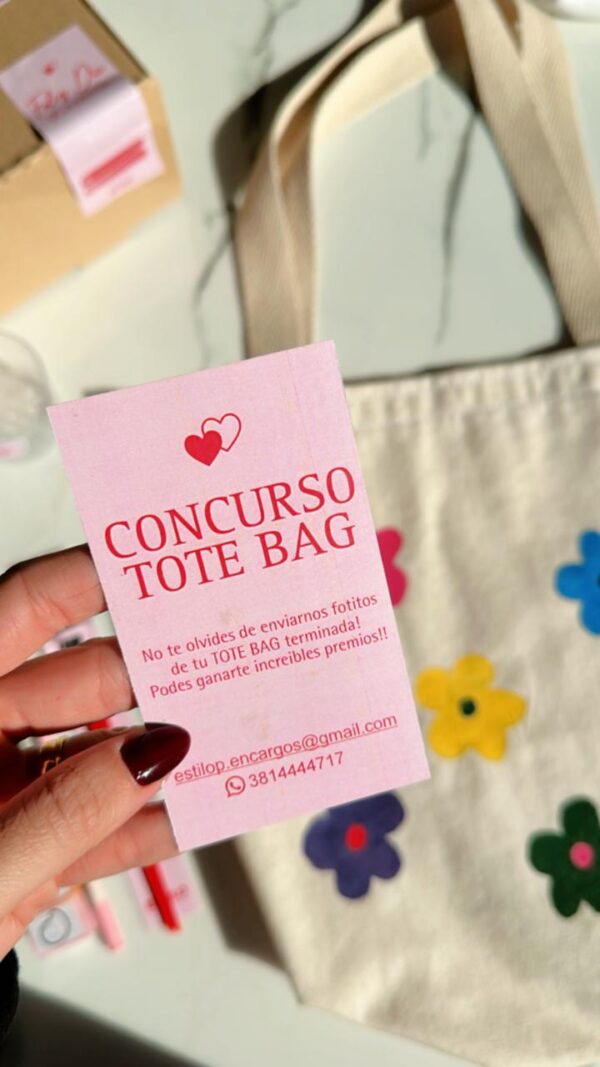 CONCURSO
TOTE BAG
No te olvides de enviarnos fotitos
de tu TOTE BAG terminada!
Podes ganarte increibles premios!!
estilop.encargos@gmail.com
3814444717